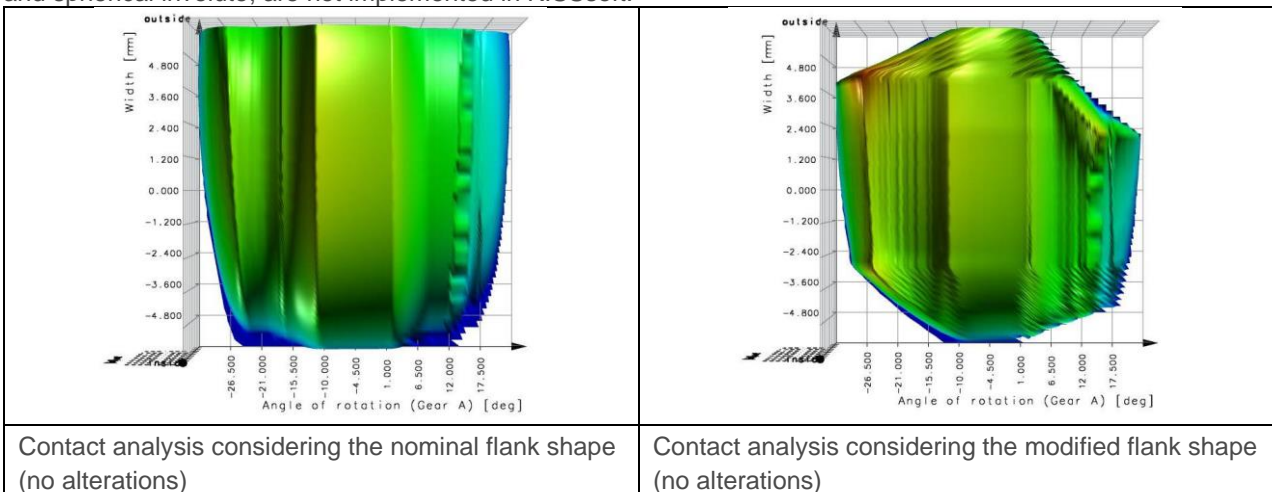 and spherical involute, are not implemented in KISSsoft.
outside
Width [mm]
4.800
3.600
2.400
1.200
0.000
-1.200
-2.400
-3.600
-4.800
inside
-26.500
-21.000
-15.500
-10.000
-4.500
1.000
6.500
12.000
17.500
Angle of rotation (Gear A) [deg]
outside
Width [mm]
4.800
3.600
2.400
1.200
0.000
-1.200
-2.400
-3.600
-4.800
inside
-26.500
-21.000
-15.500
-10.000
-4.500
1.000
6.500
12.000
17.500
Angle of rotation (Gear A) [deg]
Contact analysis considering the nominal flank shape
(no alterations)
Contact analysis considering the modified flank shape
(no alterations)